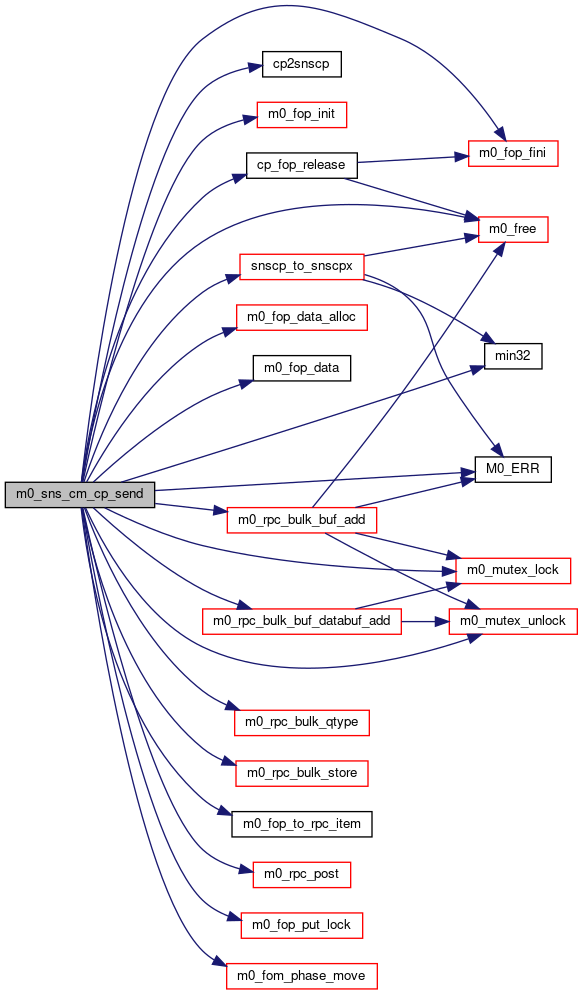 cp2snscp
m0_fop_init
m0_fop_fini
cp_fop_release
m0_free
snscp_to_snscpx
m0_fop_data_alloc
min32
m0_fop_data
M0_ERR
m0_sns_cm_cp_send
m0_rpc_bulk_buf_add
m0_mutex_lock
m0_rpc_bulk_buf_databuf_add
m0_mutex_unlock
m0_rpc_bulk_qtype
m0_rpc_bulk_store
m0_fop_to_rpc_item
m0_rpc_post
m0_fop_put_lock
m0_fom_phase_move